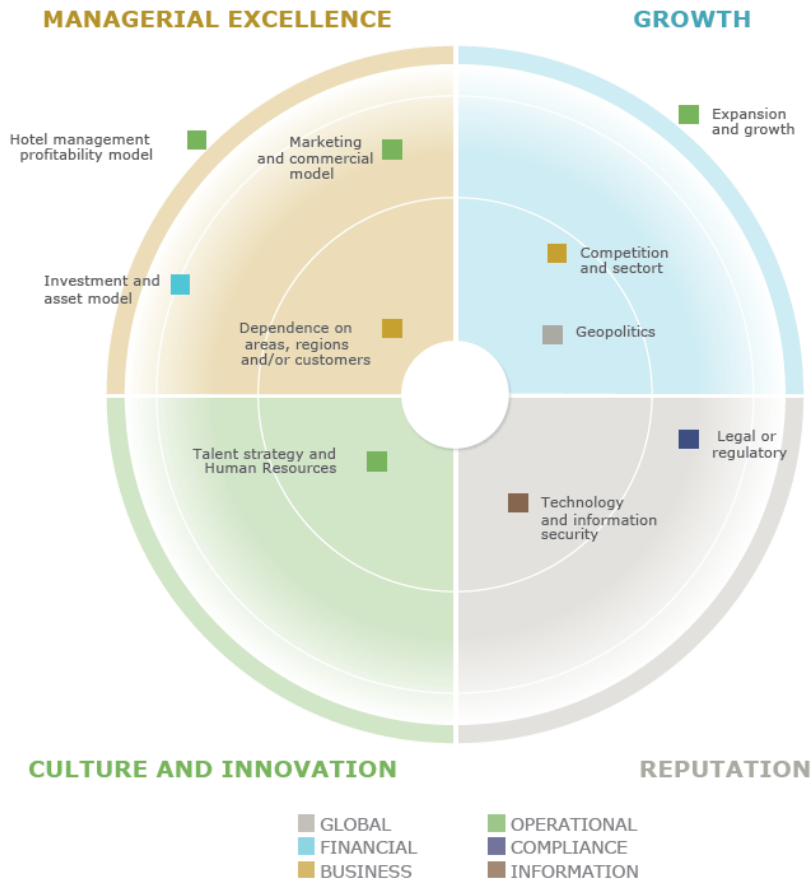 MANAGERIAL EXCELLENCE
GROWTH
Hotel management
profitability model
Marketing
and commercial
model
Expansion
and growth
Investment and
asset model
Competition
and sectort
Dependence on
areas, regions
and/or customers
Geopolitics
Talent strategy and
Human Resources
Legal or
regulatory
Technology
and information
security
CULTURE AND INNOVATION
REPUTATION
GLOBAL
FINANCIAL
BUSINESS
OPERATIONAL
COMPLIANCE
INFORMATION